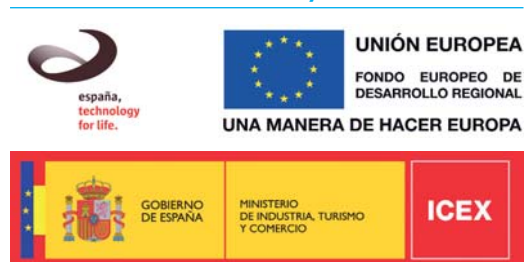 españa,
technology
for life.
UNIÓN EUROPEA
FONDO EUROPEO DE
DESARROLLO REGIONAL
UNA MANERA DE HACER EUROPA
GOBIERNO
DE ESPAÑA
MINISTERIO
DE INDUSTRIA, TURISMO
Y COMERCIO
ICEX